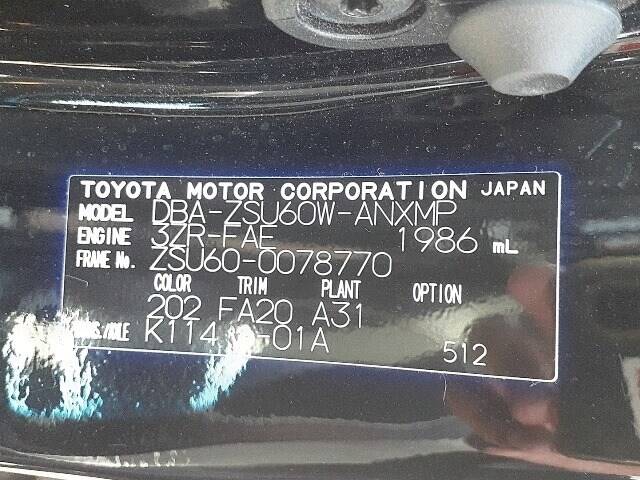 TOYOTA MOTOR CORPORATION JAPAN
MODEL DBA-ZSU60W-ANXMP
ENGINE 3ZR-FAE 1986 mL
FRAME No. ZSU60-0078770
COLOR TRIM PLANT OPTION
202 FA20 A31
K114 -01A
512